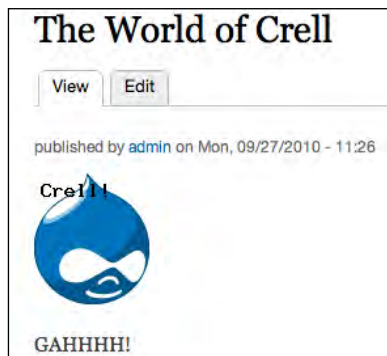 The World of Crell
View Edit
published by admin on Mon, 09/27/2010 - 11:26
Crell!
GAHHHH!